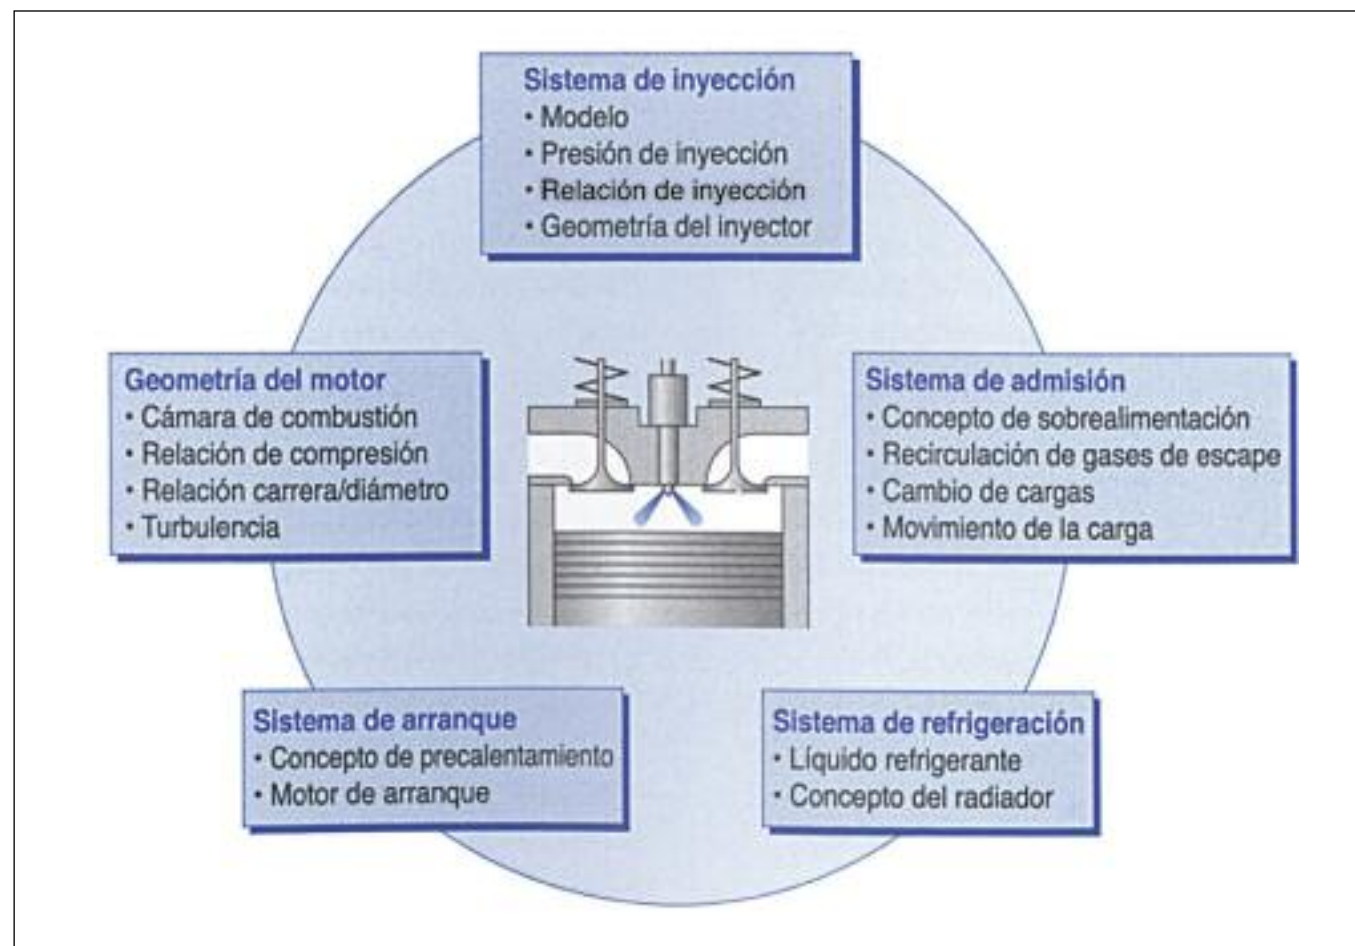 Sistema de inyección
• Modelo
• Presión de inyección
• Relación de inyección
• Geometría del inyector
Geometría del motor
• Cámara de combustión
• Relación de compresión
• Relación carrera/diámetro
• Turbulencia
Sistema de admisión
• Concepto de sobrealimentación
• Recirculación de gases de escape
• Cambio de cargas
• Movimiento de la carga
Sistema de arranque
• Concepto de precalentamiento
• Motor de arranque
Sistema de refrigeración
• Líquido refrigerante
• Concepto del radiador